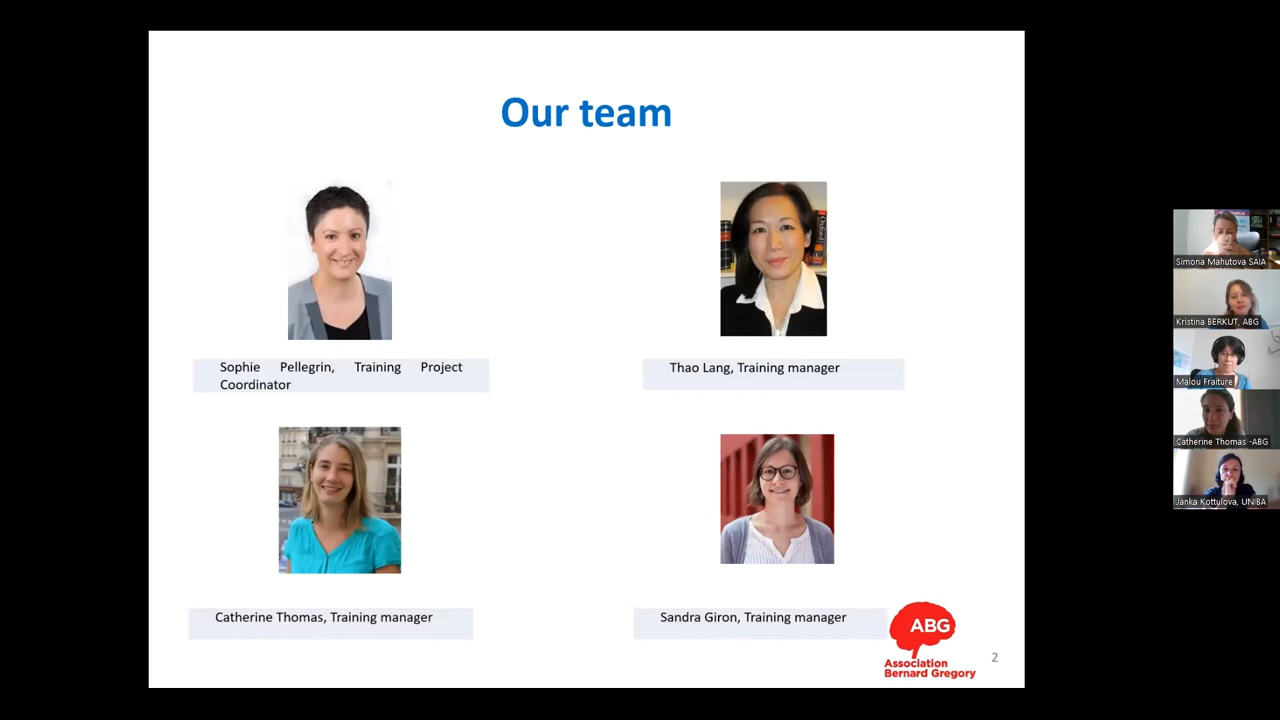 Our team
Oxford
Sophie Pellegrin, Training Project
Coordinator
Thao Lang, Training manager
Catherine Thomas, Training manager
Sandra Giron, Training manager
ABG
Association
Bernard Gregory
2
Simona Mahutova SAIA
Kristina BERKUT, ABG
Malou Fraiture
Catherine Thomas -ABG
Janka Kottulova, UNIBA